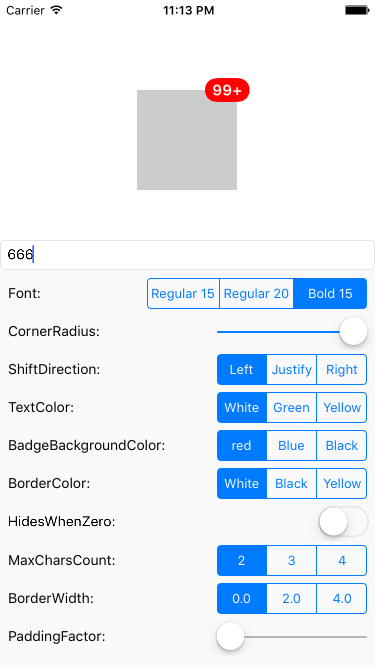 Carrier 11:13 PM
99+
666
Font: Regular 15 Regular 20 Bold 15
CornerRadius:
ShiftDirection: Left Justify Right
TextColor: White Green Yellow
BadgeBackgroundColor: red Blue Black
BorderColor: White Black Yellow
HidesWhenZero:
MaxCharsCount: 2 3 4
BorderWidth: 0.0 2.0 4.0
PaddingFactor: